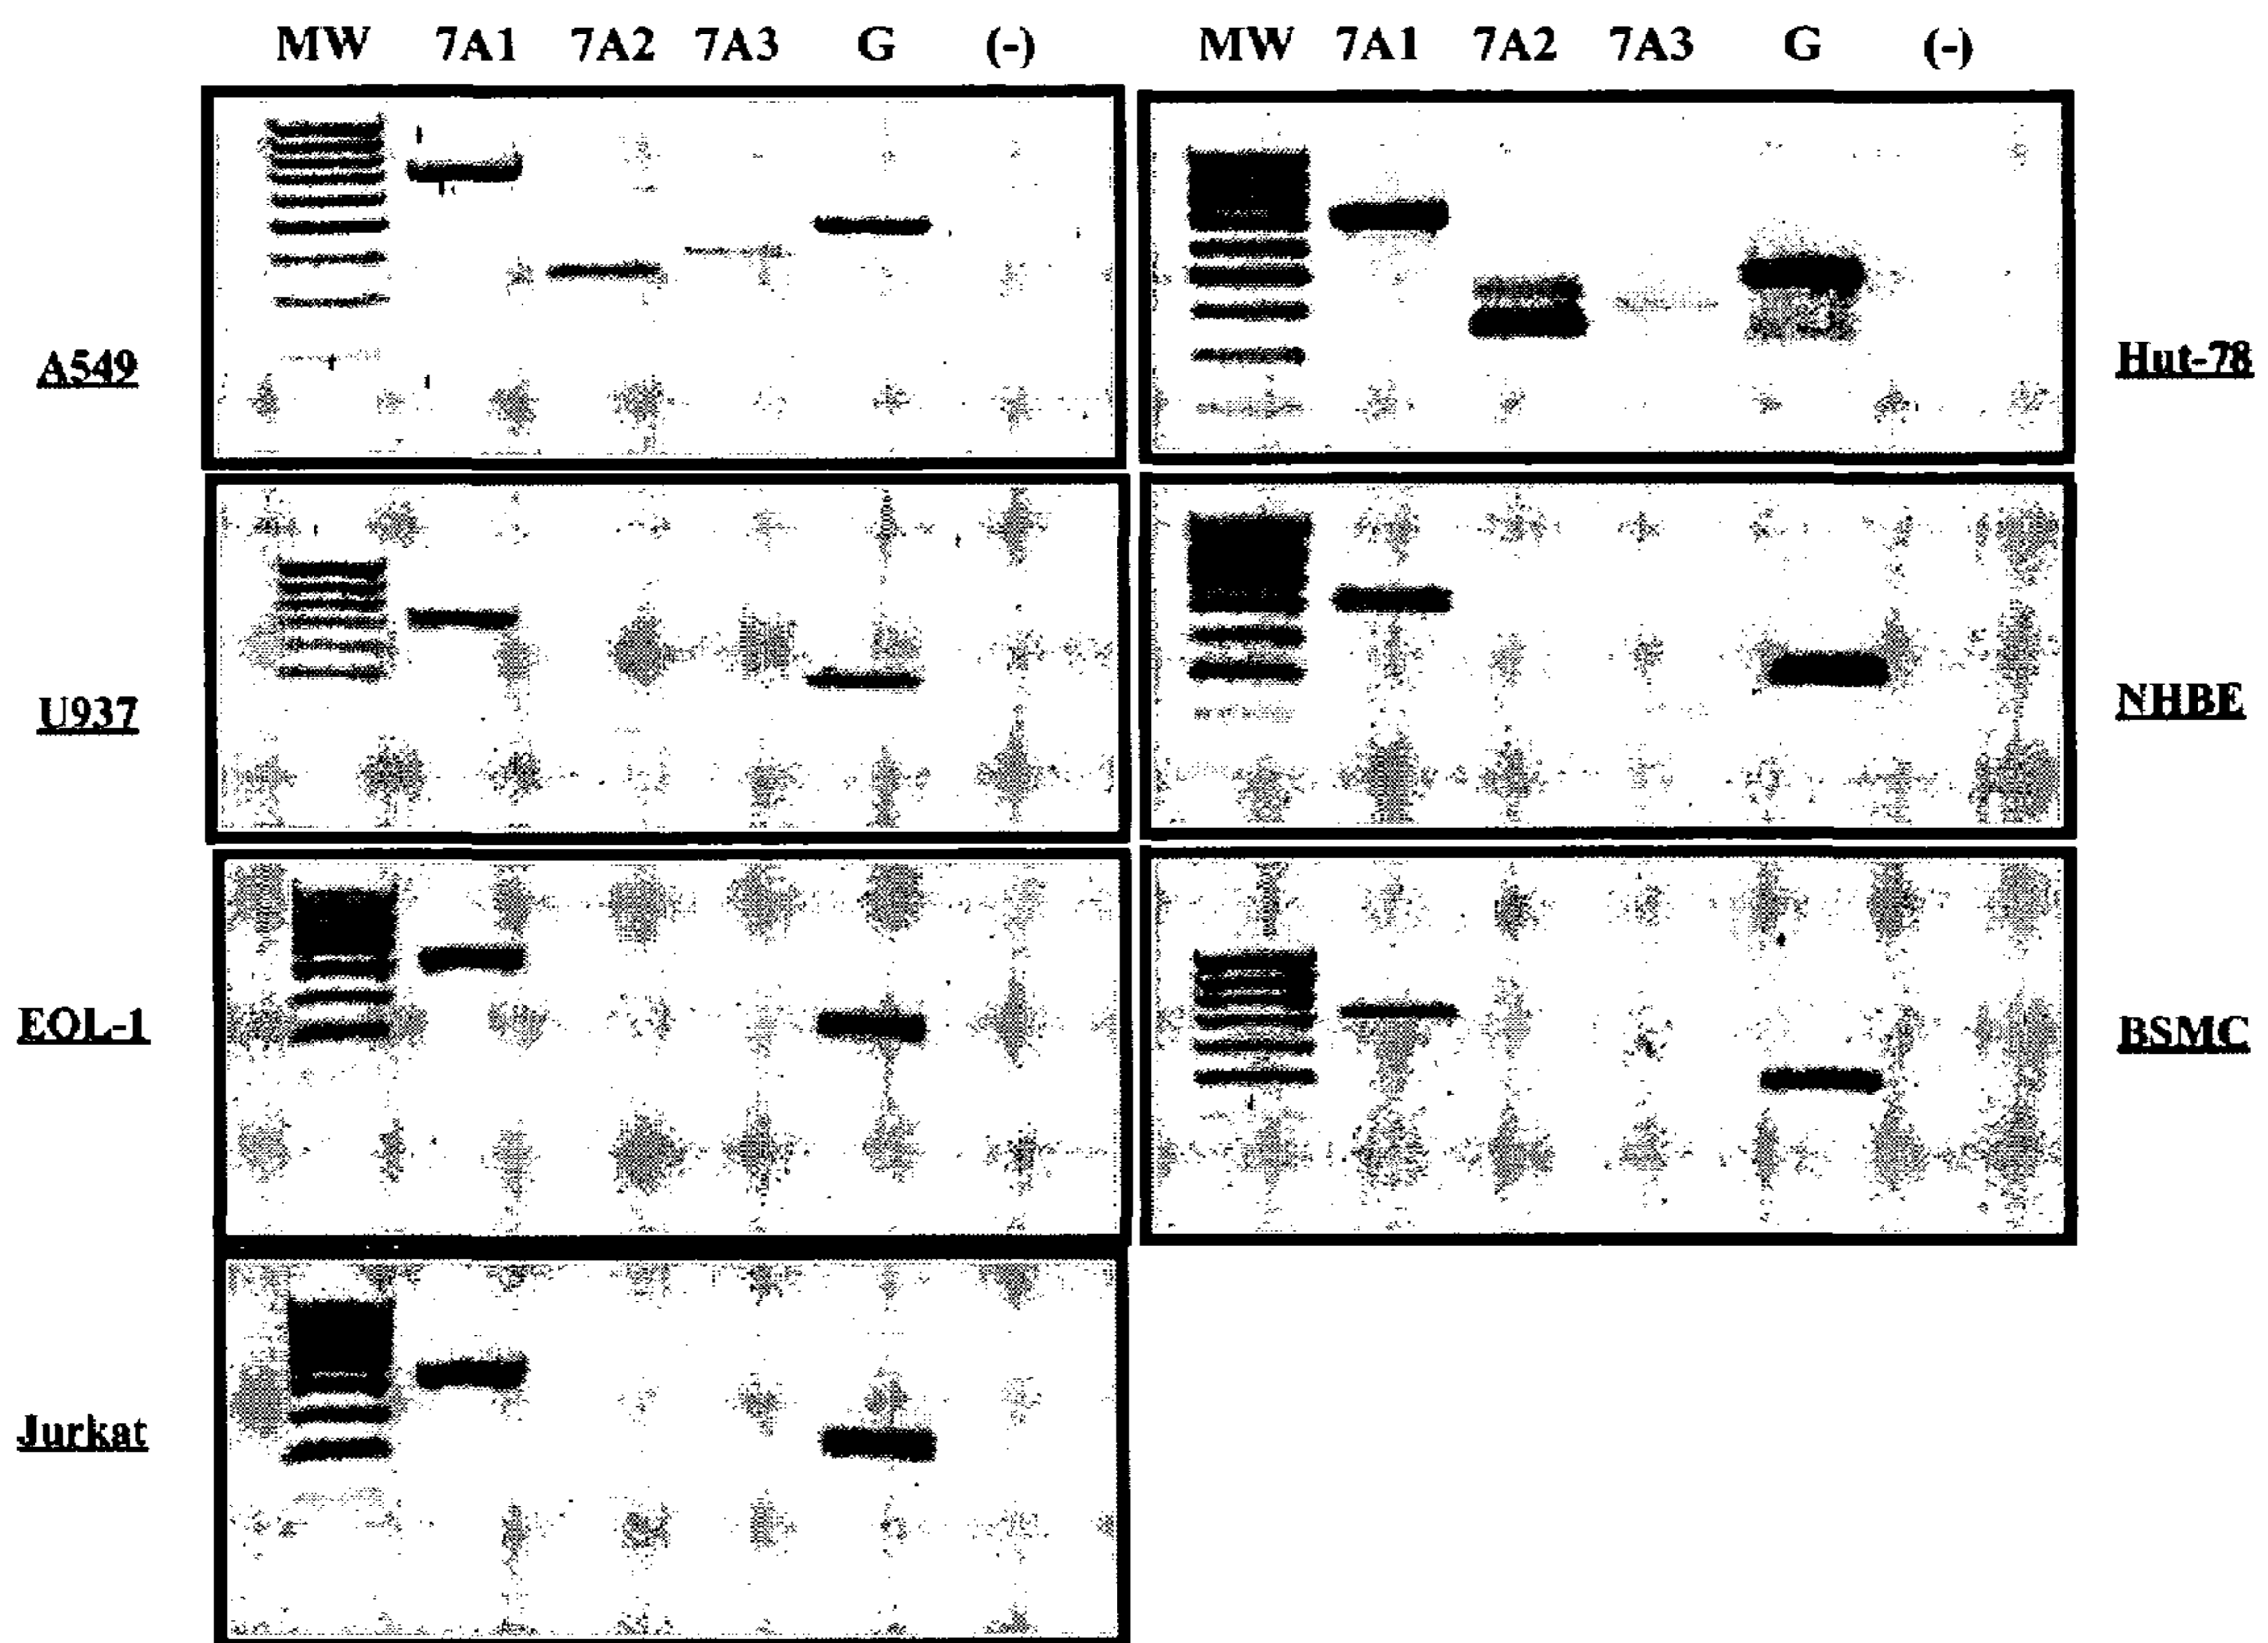 MW 7A1 7A2 7A3 G (-) MW 7A1 7A2 7A3 G (-)
A549 Hut-78
U937 NHBE
EOL-1 BSMC
Jurkat